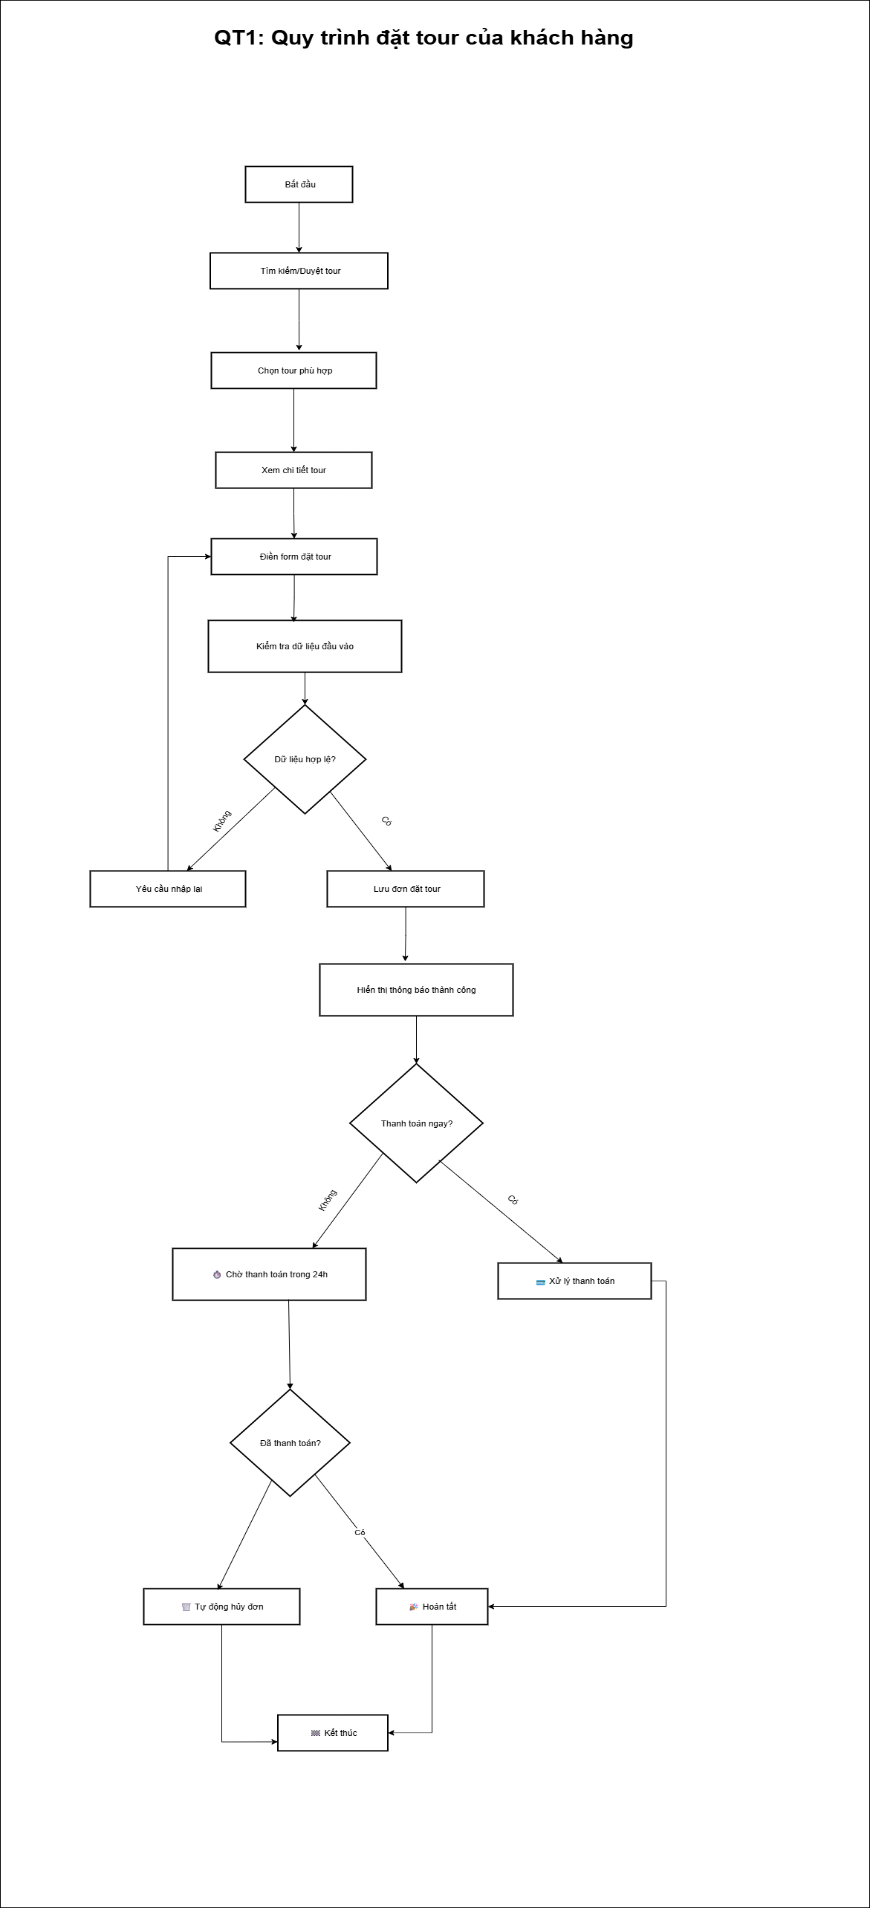 QT1: Quy trình đặt tour của khách hàng
Bắt đầu
Tìm kiếm/Duyệt tour
Chọn tour phù hợp
Xem chi tiết tour
Điền form đặt tour
Kiểm tra dữ liệu đầu vào
Dữ liệu hợp lệ?
Không
Có
Yêu cầu nhập lại
Lưu đơn đặt tour
Hiển thị thông báo thành công
Thanh toán ngay?
Không
Có
Chờ thanh toán trong 24h
Xử lý thanh toán
Đã thanh toán?
Có
Tự động hủy đơn
Hoàn tất
Kết thúc